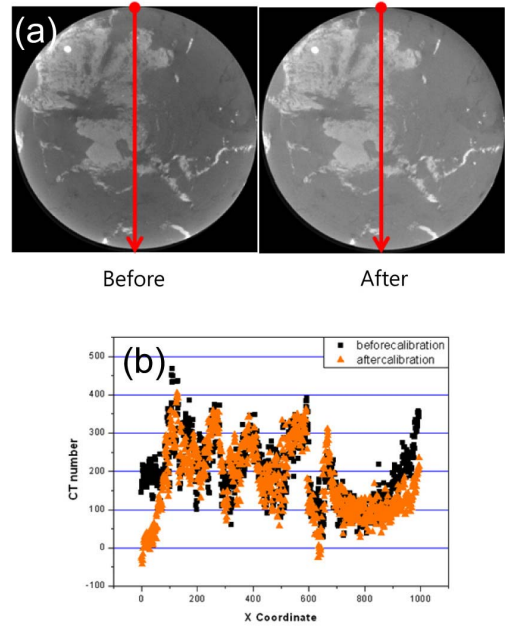 (a)
Before
After
(b)
beforecalibration
aftercalibration
500
400
300
200
100
0
-100
CT number
0
200
400
600
800
1000
X Coordinate